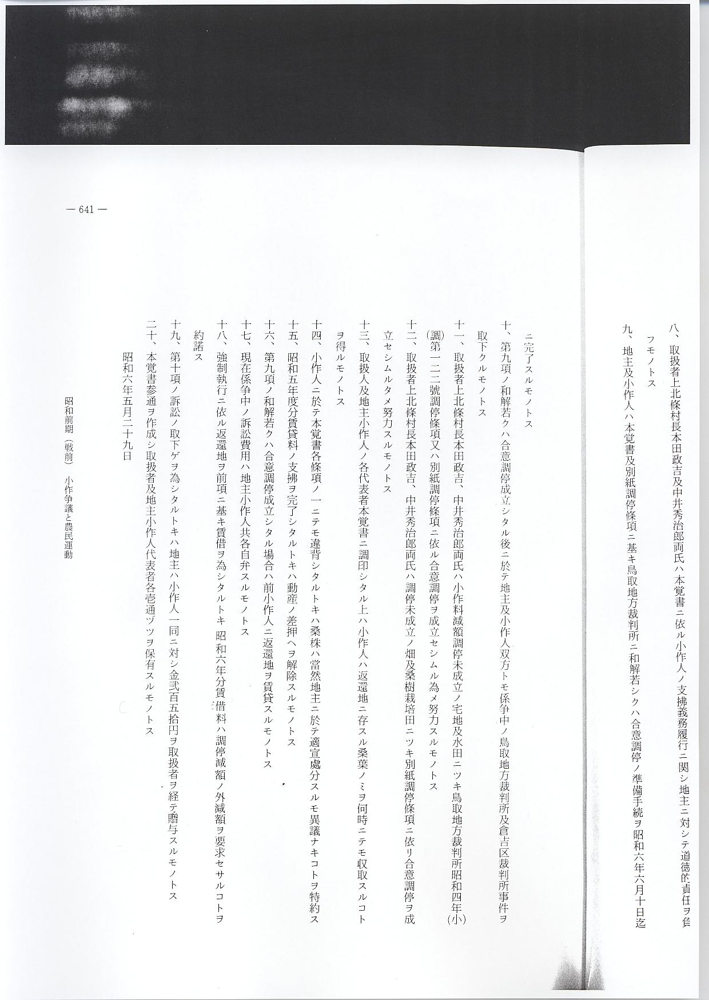 八、取扱者上北條村長本田政吉及中井秀治郎両氏ハ本覚書ニ依ル小作人ノ支拂義務履行ニ関シ地主ニ対シテ道徳的責任ヲ負
フモノトス
九、地主及小作人ハ本覚書及別紙調停條項ニ基キ鳥取地方裁判所ニ和解若シクハ合意調停ノ準備手続ヲ昭和六年六月十日迄
ニ完了スルモノトス
十、第九項ノ和解若クハ合意調停成立シタル後ニ於テ地主及小作人双方トモ係争中ノ鳥取地方裁判所及倉吉区裁判所事件ヲ
取下クルモノトス
十一、取扱者上北條村長本田政吉、中井秀治郎両氏ハ小作料減額調停未成立ノ宅地及水田ニツキ鳥取地方裁判所昭和四年(小)
(調)第一二二號調停條項又ハ別紙調停條項ニ依ル合意調停ヲ成立セシムル為メ努力スルモノトス
十二、取扱者上北條村長本田政吉、中井秀治郎両氏ハ調停未成立ノ畑及桑樹栽培田ニツキ別紙調停條項ニ依リ合意調停ヲ成
立セシムルタメ努力スルモノトス
十三、取扱人及地主小作人ノ各代表者本覚書ニ調印シタル上ハ小作人ハ返還地ニ存スル桑葉ノミヲ何時ニテモ収取スルコト
ヲ得ルモノトス
十四、小作人ニ於テ本覚書各條項ノ一ニテモ違背シタルトキハ桑株ハ當然地主ニ於テ適宣處分スルモ異議ナキコトヲ特約ス
十五、昭和五年度分賃貸料ノ支拂ヲ完了シタルトキハ動産ノ差押ヘヲ解除スルモノトス
十六、第九項ノ和解若クハ合意調停成立シタル場合ハ前小作人ニ返還地ヲ賃貸スルモノトス
十七、現在係争中ノ訴訟費用ハ地主小作人共各自弁スルモノトス
十八、強制執行ニ依ル返還地ヲ前項ニ基キ賃借ヲ為シタルトキ昭和六年分賃借料ハ調停減額ノ外減額ヲ要求セサルコトヲ
約諾ス
十九、第十項ノ訴訟ノ取下ゲヲ為シタルトキハ地主ハ小作人一同ニ対シ金弐百五拾円ヲ取扱者ヲ経テ贈与スルモノトス
二十、本覚書参通ヲ作成シ取扱者及地主小作人代表者各壱通ヅツヲ保有スルモノトス
昭和六年五月二十九日
昭和前期(戦前) 小作争議と農民運動
— 641 —